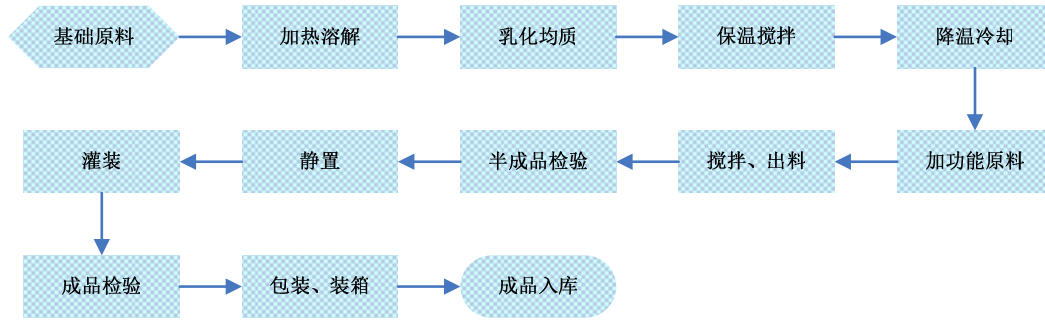 基础原料
加热溶解
乳化均质
保温搅拌
降温冷却
加功能原料
搅拌、出料
半成品检验
静置
灌装
成品检验
包装、装箱
成品入库